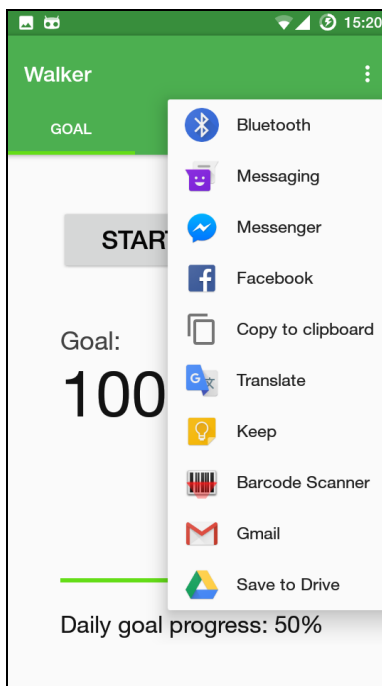 15:20
Walker
GOAL
Bluetooth
Messaging
START
Messenger
Facebook
Goal:
Copy to clipboard
100
Translate
Keep
Barcode Scanner
Gmail
Save to Drive
Daily goal progress: 50%